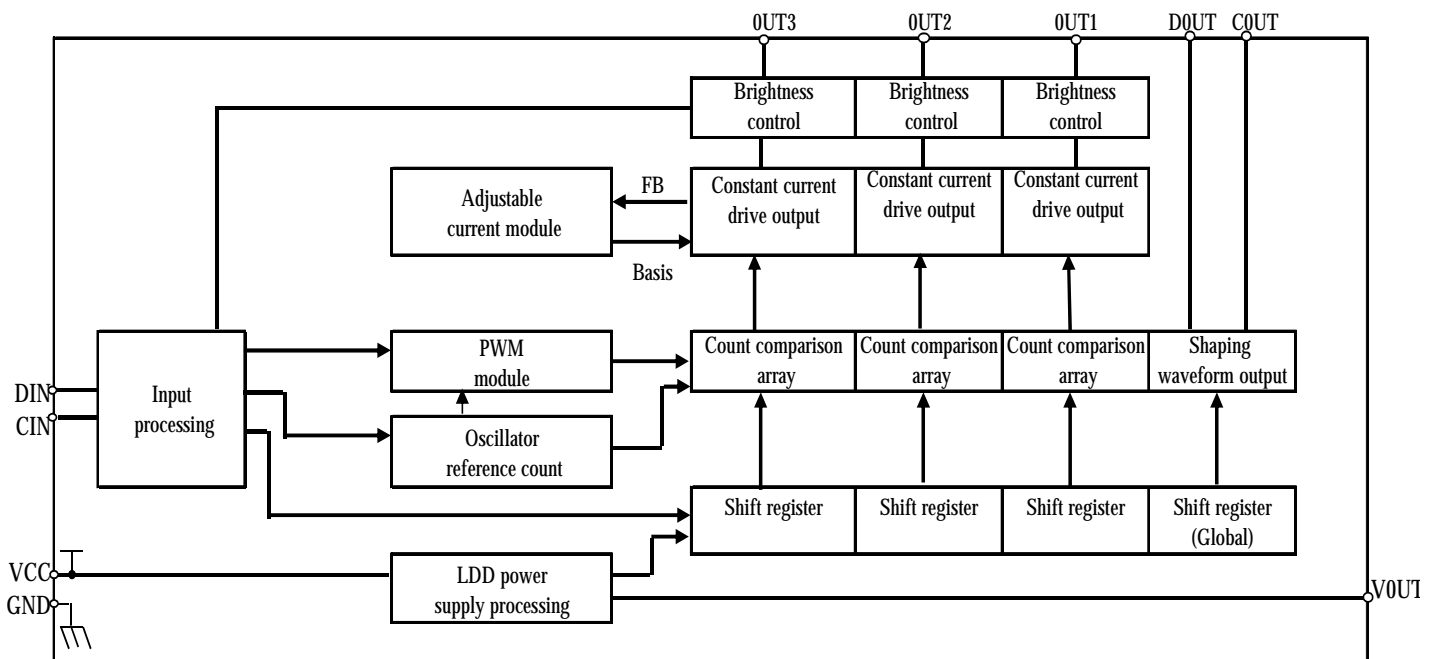 0UT3 0UT2 0UT1 D0UT C0UT
Brightness control
Brightness control
Brightness control
Adjustable current module
FB
Basis
Constant current drive output
Constant current drive output
Constant current drive output
DIN
CIN
Input processing
PWM module
Oscillator reference count
Count comparison array
Count comparison array
Count comparison array
Shaping waveform output
Shift register
Shift register
Shift register
Shift register (Global)
VCC
GND
LDD power supply processing
V0UT